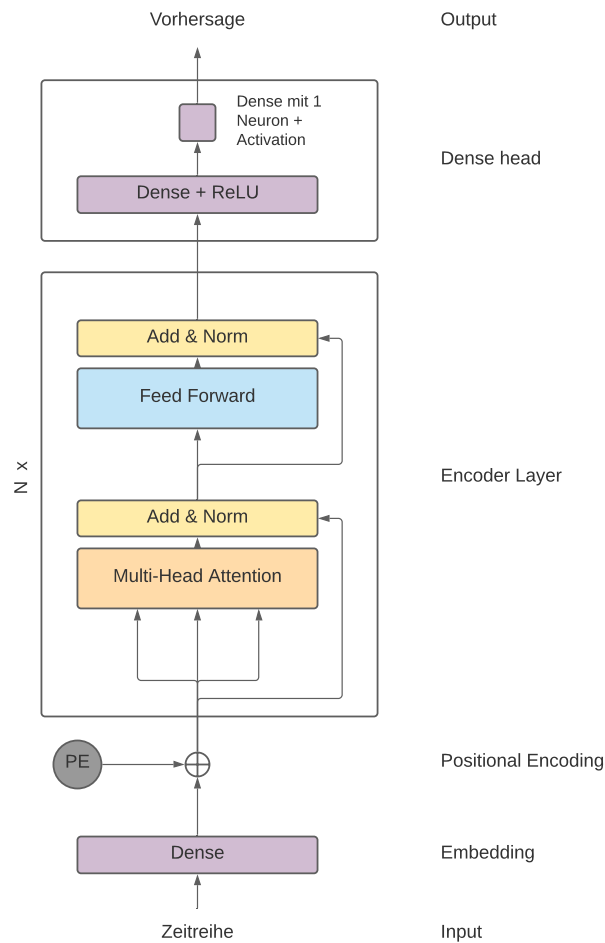 Vorhersage
Output
Dense mit 1
Neuron +
Activation
Dense head
Dense + ReLU
Add & Norm
Feed Forward
N x
Encoder Layer
Add & Norm
Multi-Head Attention
PE
Positional Encoding
Dense
Embedding
Zeitreihe
Input